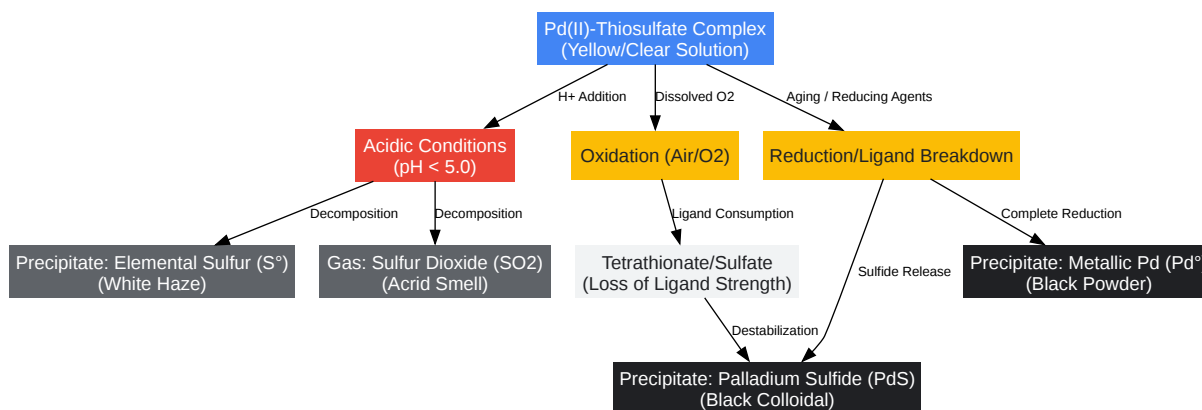 Pd(II)-Thiosulfate Complex
(Yellow/Clear Solution)
H+ Addition
Dissolved O2
Aging / Reducing Agents
Acidic Conditions
(pH < 5.0)
Oxidation (Air/O2)
Reduction/Ligand Breakdown
Decomposition
Decomposition
Ligand Consumption
Complete Reduction
Precipitate: Elemental Sulfur (S°)
(White Haze)
Gas: Sulfur Dioxide (SO2)
(Acrid Smell)
Tetrathionate/Sulfate
(Loss of Ligand Strength)
Sulfide Release
Precipitate: Metallic Pd (Pd°)
(Black Powder)
Destabilization
Precipitate: Palladium Sulfide (PdS)
(Black Colloidal)